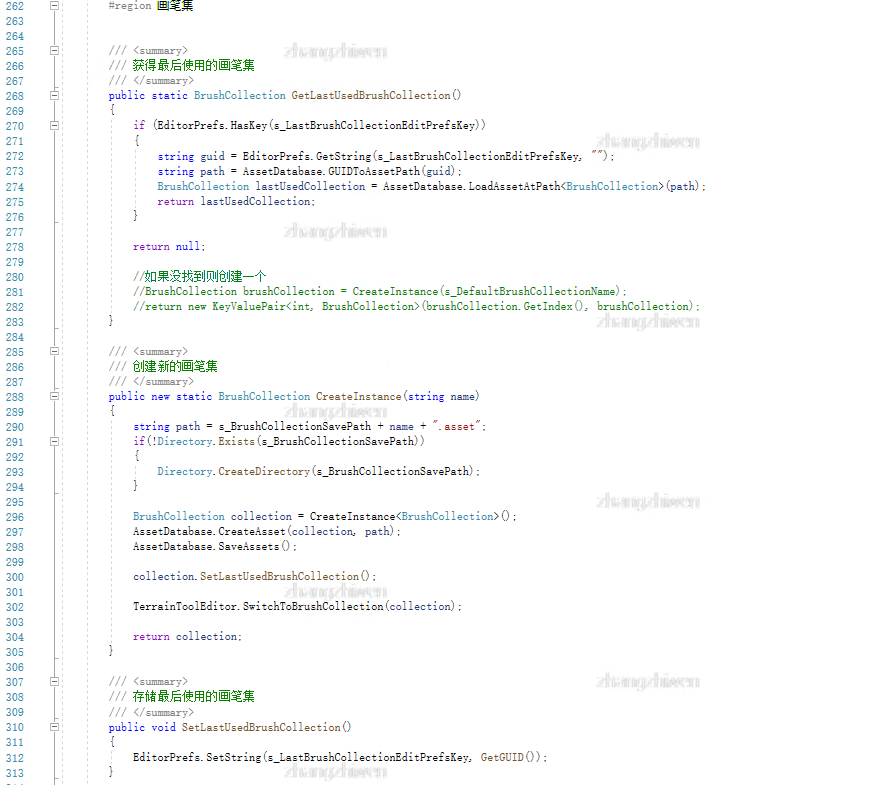 262 #region 画笔集
263
264
265 /// <summary>
266 /// 获得最后使用的画笔集
267 /// </summary>
268 public static BrushCollection GetLastUsedBrushCollection()
269 {
270 if (EditorPrefs.HasKey(s_LastBrushCollectionEditPrefsKey))
271 {
272 string guid = EditorPrefs.GetString(s_LastBrushCollectionEditPrefsKey, "");
273 string path = AssetDatabase.GUIDToAssetPath(guid);
274 BrushCollection lastUsedCollection = AssetDatabase.LoadAssetAtPath<BrushCollection>(path);
275 return lastUsedCollection;
276 }
277
278 return null;
279
280 //如果没找到则创建一个
281 //BrushCollection brushCollection = CreateInstance(s_DefaultBrushCollectionName);
282 //return new KeyValuePair<int, BrushCollection>(brushCollection.GetIndex(), brushCollection);
283 }
284
285 /// <summary>
286 /// 创建新的画笔集
287 /// </summary>
288 public new static BrushCollection CreateInstance(string name)
289 {
290 string path = s_BrushCollectionSavePath + name + ".asset";
291 if(!Directory.Exists(s_BrushCollectionSavePath))
292 {
293 Directory.CreateDirectory(s_BrushCollectionSavePath);
294 }
295
296 BrushCollection collection = CreateInstance<BrushCollection>();
297 AssetDatabase.CreateAsset(collection, path);
298 AssetDatabase.SaveAssets();
299
300 collection.SetLastUsedBrushCollection();
301
302 TerrainToolEditor.SwitchToBrushCollection(collection);
303
304 return collection;
305 }
306
307 /// <summary>
308 /// 存储最后使用的画笔集
309 /// </summary>
310 public void SetLastUsedBrushCollection()
311 {
312 EditorPrefs.SetString(s_LastBrushCollectionEditPrefsKey, GetGUID());
313 }
zhangzhiwen
zhangzhiwen
zhangzhiwen
zhangzhiwen
zhangzhiwen
zhangzhiwen
zhangzhiwen
zhangzhiwen
zhangzhiwen